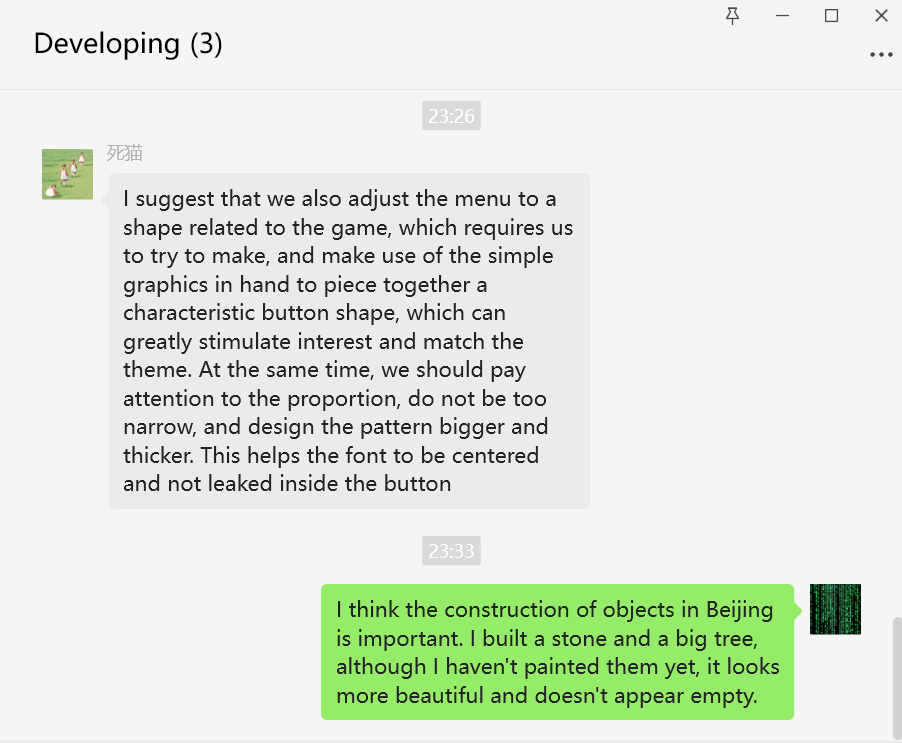 Developing (3)
23:26
死猫
I suggest that we also adjust the menu to a
shape related to the game, which requires us
to try to make, and make use of the simple
graphics in hand to piece together a
characteristic button shape, which can
greatly stimulate interest and match the
theme. At the same time, we should pay
attention to the proportion, do not be too
narrow, and design the pattern bigger and
thicker. This helps the font to be centered
and not leaked inside the button
23:33
I think the construction of objects in Beijing
is important. I built a stone and a big tree,
although I haven't painted them yet, it looks
more beautiful and doesn't appear empty.